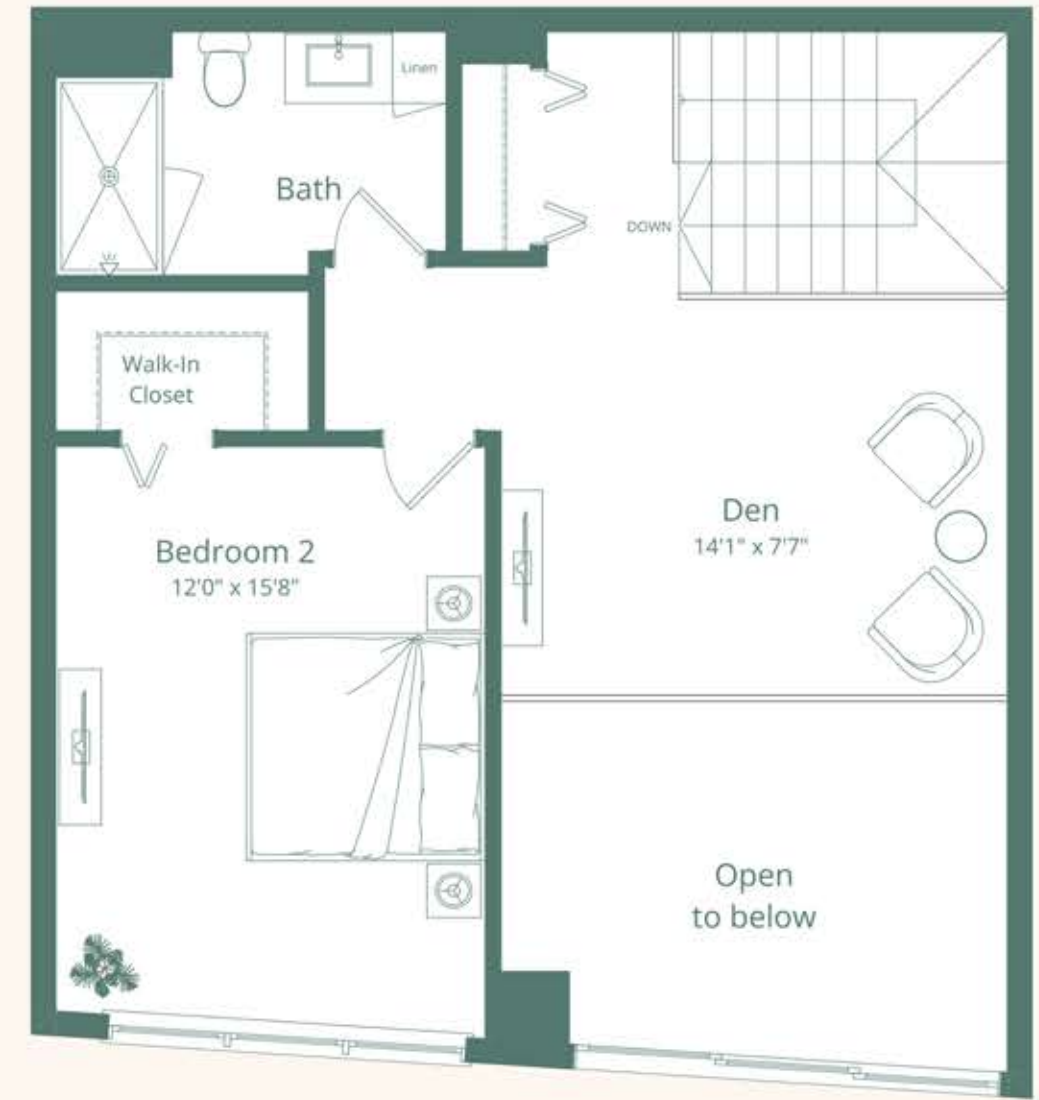 Linen
Bath
DOWN
Walk-In
Closet
Den
14'1" x 7'7"
Bedroom 2
12'0" x 15'8"
Open
to below